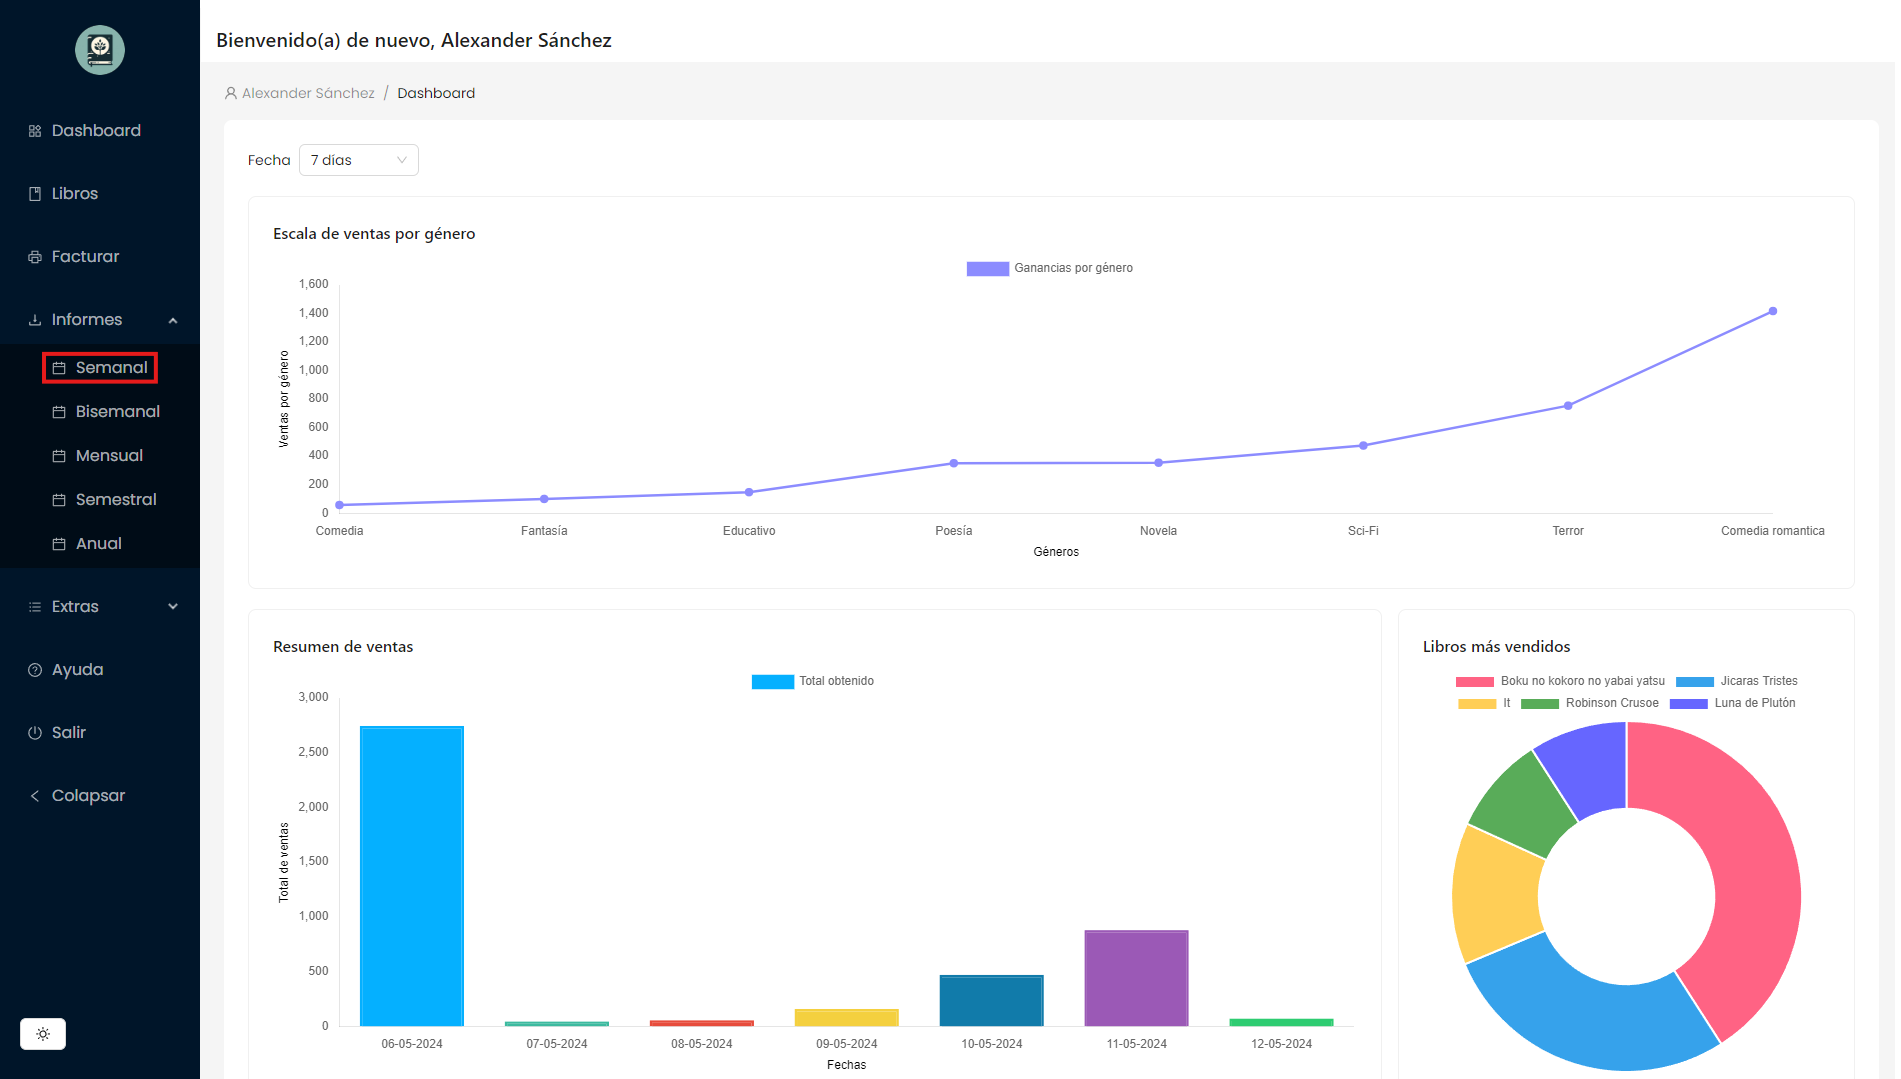 Bienvenido(a) de nuevo, Alexander Sánchez
Alexander Sánchez / Dashboard
Dashboard
Libros
Facturar
Informes
Semanal
Bisemanal
Mensual
Semestral
Anual
Extras
Ayuda
Salir
Colapsar
Fecha 7 días
Escala de ventas por género
Ganancias por género
1,600
1,400
1,200
1,000
800
600
400
200
0
Ventas por género
Comedia Fantasía Educativo Poesía Novela Sci-Fi Terror Comedia romantica
Géneros
Resumen de ventas
Total obtenido
3,000
2,500
2,000
1,500
1,000
500
0
Total de ventas
06-05-2024 07-05-2024 08-05-2024 09-05-2024 10-05-2024 11-05-2024 12-05-2024
Fechas
Libros más vendidos
Boku no kokoro no yabai yatsu Jicaras Tristes
It Robinson Crusoe Luna de Plutón